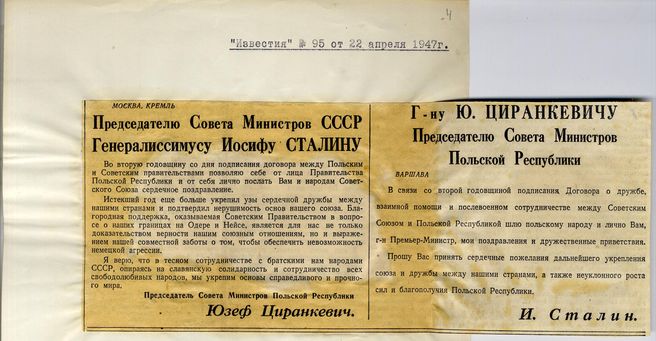 4
"Известия" № 95 от 22 апреля 1947г.
МОСКВА, КРЕМЛЬ
Председателю Совета Министров СССР
Генералиссимусу Иосифу СТАЛИНУ
Во вторую годовщину со дня подписания договора между Польским
и Советским правительствами позволяю себе от лица Правительства
Польской Республики и от себя лично послать Вам и народам Совет-
ского Союза сердечное поздравление.
Истекший год еще больше укрепил узы сердечной дружбы между
нашими странами и подтвердил нерушимость основ нашего союза. Бла-
городная поддержка, оказываемая Советским Правительством в вопро-
се о наших границах на Одере и Нейсе, является для нас не только
доказательством верности нашим союзным отношениям, но и выраже-
нием нашей совместной заботы о том, чтобы обеспечить невозможность
немецкой агрессии.
Я верю, что в тесном сотрудничестве с братскими нам народами
СССР, опираясь на славянскую солидарность и сотрудничество всех
свободолюбивых народов, мы укрепим основы справедливого и прочно-
го мира.
Председатель Совета Министров Польской Республики
Юзеф Циранкевич.
Г-ну Ю. ЦИРАНКЕВИЧУ
Председателю Совета Министров
Польской Республики
ВАРШАВА
В связи со второй годовщиной подписания Договора о дружбе,
взаимной помощи и послевоенном сотрудничестве между Советским
Союзом и Польской Республикой шлю польскому народу и лично Вам,
г-н Премьер-Министр, мои поздравления и дружественные приветствия.
Прошу Вас принять сердечные пожелания дальнейшего укрепления
союза и дружбы между нашими странами, а также неуклонного роста
сил и благополучия Польской Республики.
И. Сталин.